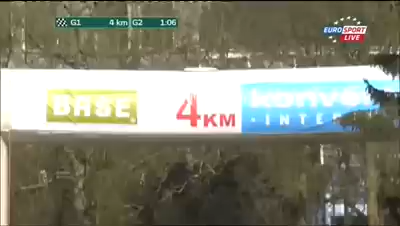 G1 4 km G2 1:06
EUROSPORT
LIVE
BASE
4KM
konve
INTER